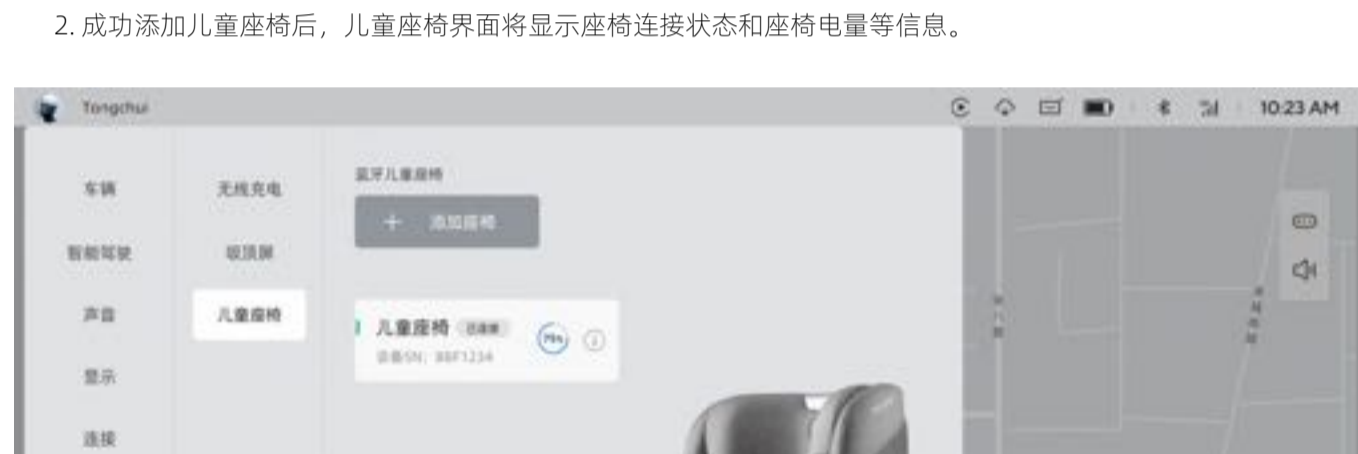 2. 成功添加儿童座椅后，儿童座椅界面将显示座椅连接状态和座椅电量等信息。
Tongchui
10:23 AM
车辆
无线充电
蓝牙儿童座椅
+ 添加座椅
智能驾驶
吸顶屏
声音
儿童座椅
儿童座椅 已连接
设备SN: BBF1234
显示
连接